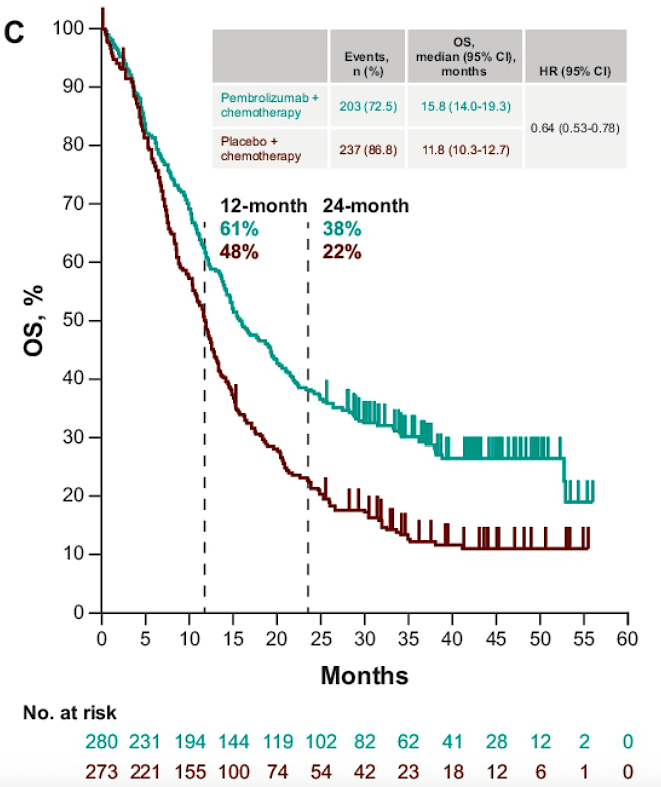 C
Events, n (%)
OS, median (95% CI), months
HR (95% CI)
Pembrolizumab + chemotherapy
203 (72.5)
15.8 (14.0-19.3)
0.64 (0.53-0.78)
Placebo + chemotherapy
237 (86.8)
11.8 (10.3-12.7)
12-month
61%
48%
24-month
38%
22%
OS, %
100
90
80
70
60
50
40
30
20
10
0
0 5 10 15 20 25 30 35 40 45 50 55 60
Months
No. at risk
280 231 194 144 119 102 82 62 41 28 12 2 0
273 221 155 100 74 54 42 23 18 12 6 1 0